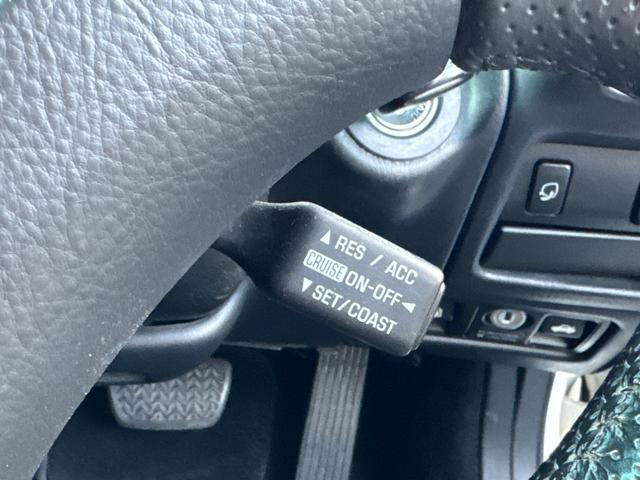 ▲ RES / ACC
CRUISE ON-OFF ◄
▼ SET/COAST